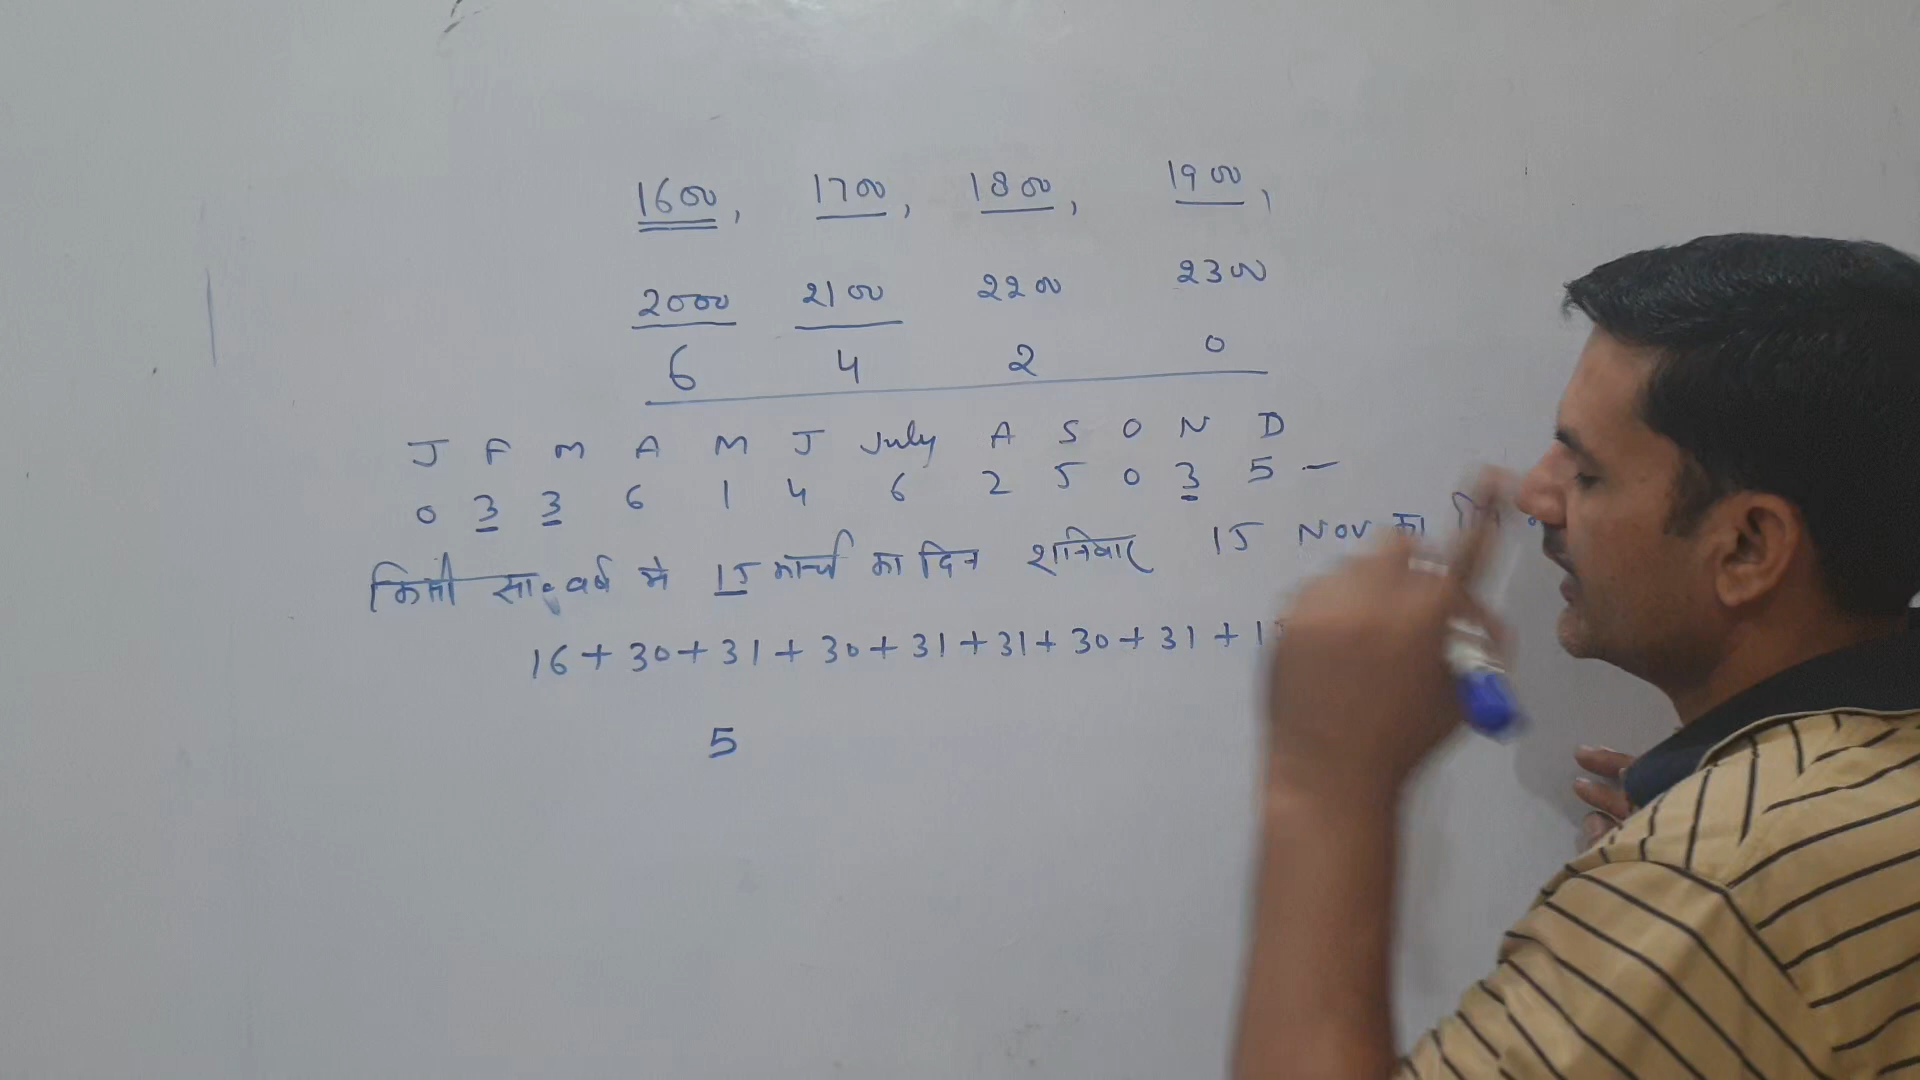 1600, 1700, 1800, 1900,
2000 2100 2200 2300
6 4 2 0
J F M A M J July A S O N D
0 3 3 6 1 4 6 2 5 0 3 5 -
किसी सा॰ वर्ष मे 15 मार्च का दिन शनिवार 15 Nov का
16 + 30 + 31 + 30 + 31 + 31 + 30 + 31 +
5